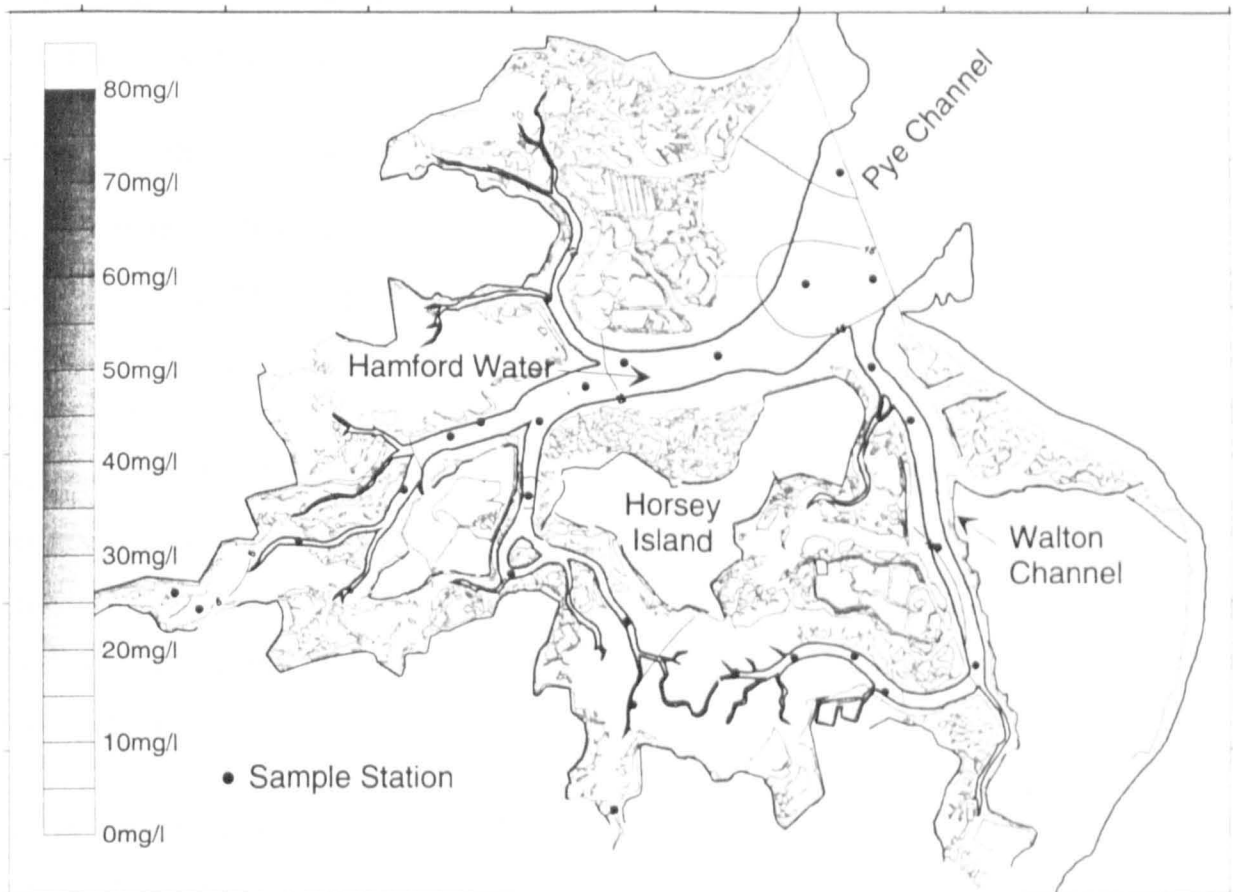 80mg/l
70mg/l
60mg/l
50mg/l
40mg/l
30mg/l
20mg/l
10mg/l
0mg/l
Pye Channel
Hamford Water
Horsey
Island
Walton
Channel
Sample Station